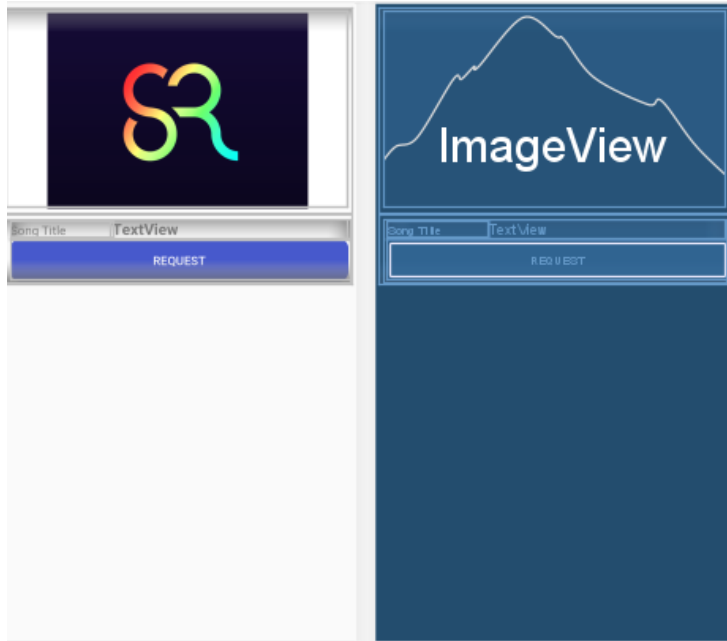 SR
Song Title TextView
REQUEST
ImageView
Song Title TextView
REQUEST